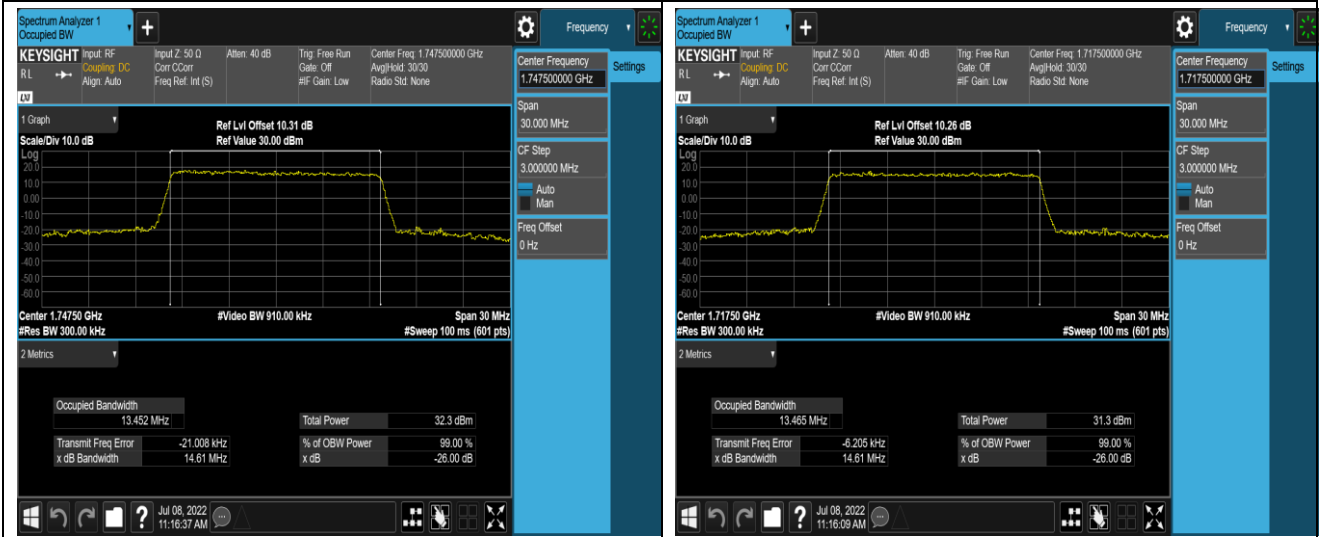 Spectrum Analyzer 1
Occupied BW
+
Frequency
KEYSIGHT Input: RF Input Z: 50 Ω Atten: 40 dB Trig: Free Run Center Freq: 1.747500000 GHz
RL Coupling: DC Corr CCorr Gate: Off Avg|Hold: 30/30
Align: Auto Freq Ref: Int (S) #IF Gain: Low Radio Std: None
LXI
Center Frequency
1.747500000 GHz
Settings
Span
30.000 MHz
CF Step
3.000000 MHz
Auto
Man
Freq Offset
0 Hz
1 Graph
Ref Lvl Offset 10.31 dB
Scale/Div 10.0 dB Ref Value 30.00 dBm
Log
20.0
10.0
0.00
-10.0
-20.0
-30.0
-40.0
-50.0
-60.0
Center 1.74750 GHz #Video BW 910.00 kHz Span 30 MHz
#Res BW 300.00 kHz #Sweep 100 ms (601 pts)
2 Metrics
Occupied Bandwidth
13.452 MHz Total Power 32.3 dBm
Transmit Freq Error -21.008 kHz % of OBW Power 99.00 %
x dB Bandwidth 14.61 MHz x dB -26.00 dB
? Jul 08, 2022
11:16:37 AM
Spectrum Analyzer 1
Occupied BW
+
Frequency
KEYSIGHT Input: RF Input Z: 50 Ω Atten: 40 dB Trig: Free Run Center Freq: 1.717500000 GHz
RL Coupling: DC Corr CCorr Gate: Off Avg|Hold: 30/30
Align: Auto Freq Ref: Int (S) #IF Gain: Low Radio Std: None
LXI
Center Frequency
1.717500000 GHz
Settings
Span
30.000 MHz
CF Step
3.000000 MHz
Auto
Man
Freq Offset
0 Hz
1 Graph
Ref Lvl Offset 10.26 dB
Scale/Div 10.0 dB Ref Value 30.00 dBm
Log
20.0
10.0
0.00
-10.0
-20.0
-30.0
-40.0
-50.0
-60.0
Center 1.71750 GHz #Video BW 910.00 kHz Span 30 MHz
#Res BW 300.00 kHz #Sweep 100 ms (601 pts)
2 Metrics
Occupied Bandwidth
13.465 MHz Total Power 31.3 dBm
Transmit Freq Error -6.205 kHz % of OBW Power 99.00 %
x dB Bandwidth 14.61 MHz x dB -26.00 dB
? Jul 08, 2022
11:16:09 AM